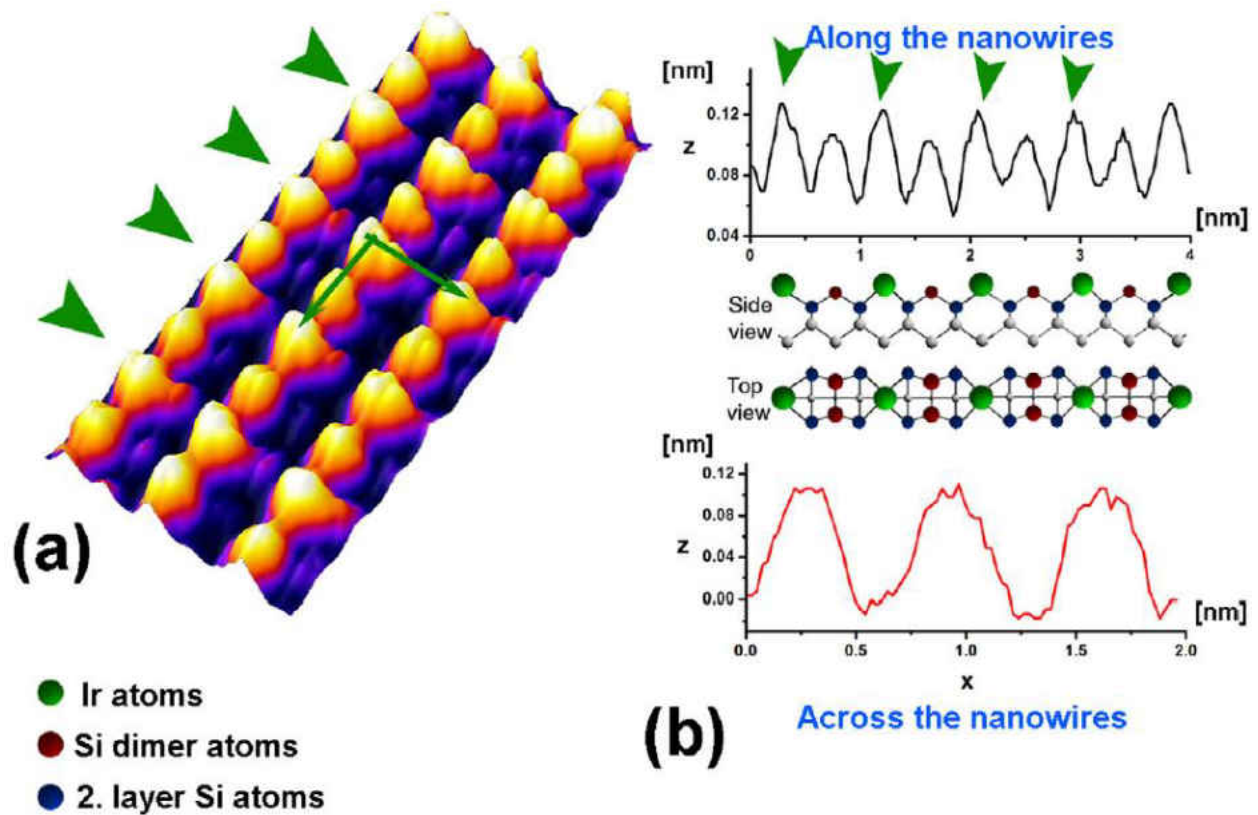 Along the nanowires
[nm]
0.12
z
0.08
0.04
[nm]
0 1 2 3 4
Side
view
Top
view
[nm]
0.12
0.08
z
0.04
0.00
[nm]
0.0 0.5 1.0 1.5 2.0
x
Across the nanowires
(a)
(b)
Ir atoms
Si dimer atoms
2. layer Si atoms